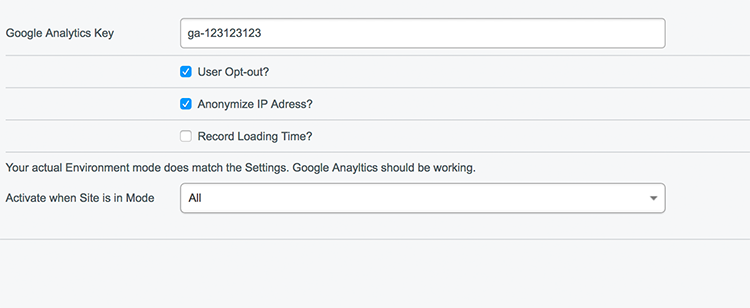 Google Analytics Key
ga-123123123
User Opt-out?
Anonymize IP Adress?
Record Loading Time?
Your actual Environment mode does match the Settings. Google Anayltics should be working.
Activate when Site is in Mode
All